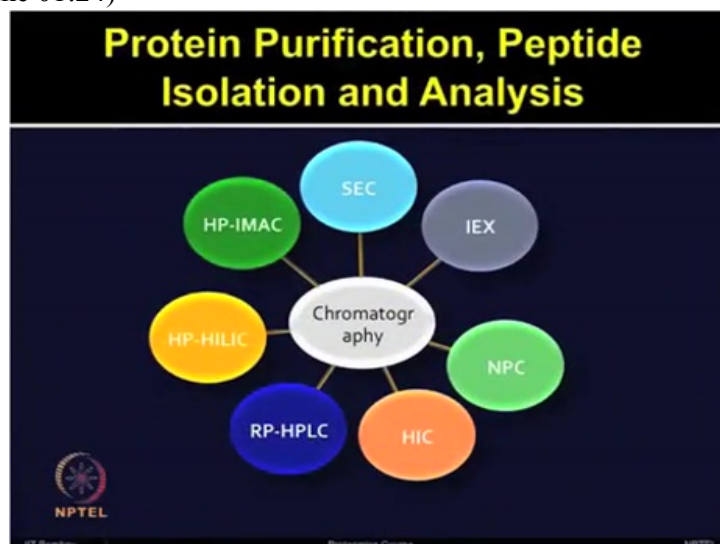 Protein Purification, Peptide
Isolation and Analysis
SEC
HP-IMAC
IEX
Chromatogr
aphy
HP-HILIC
NPC
RP-HPLC
HIC
NPTEL